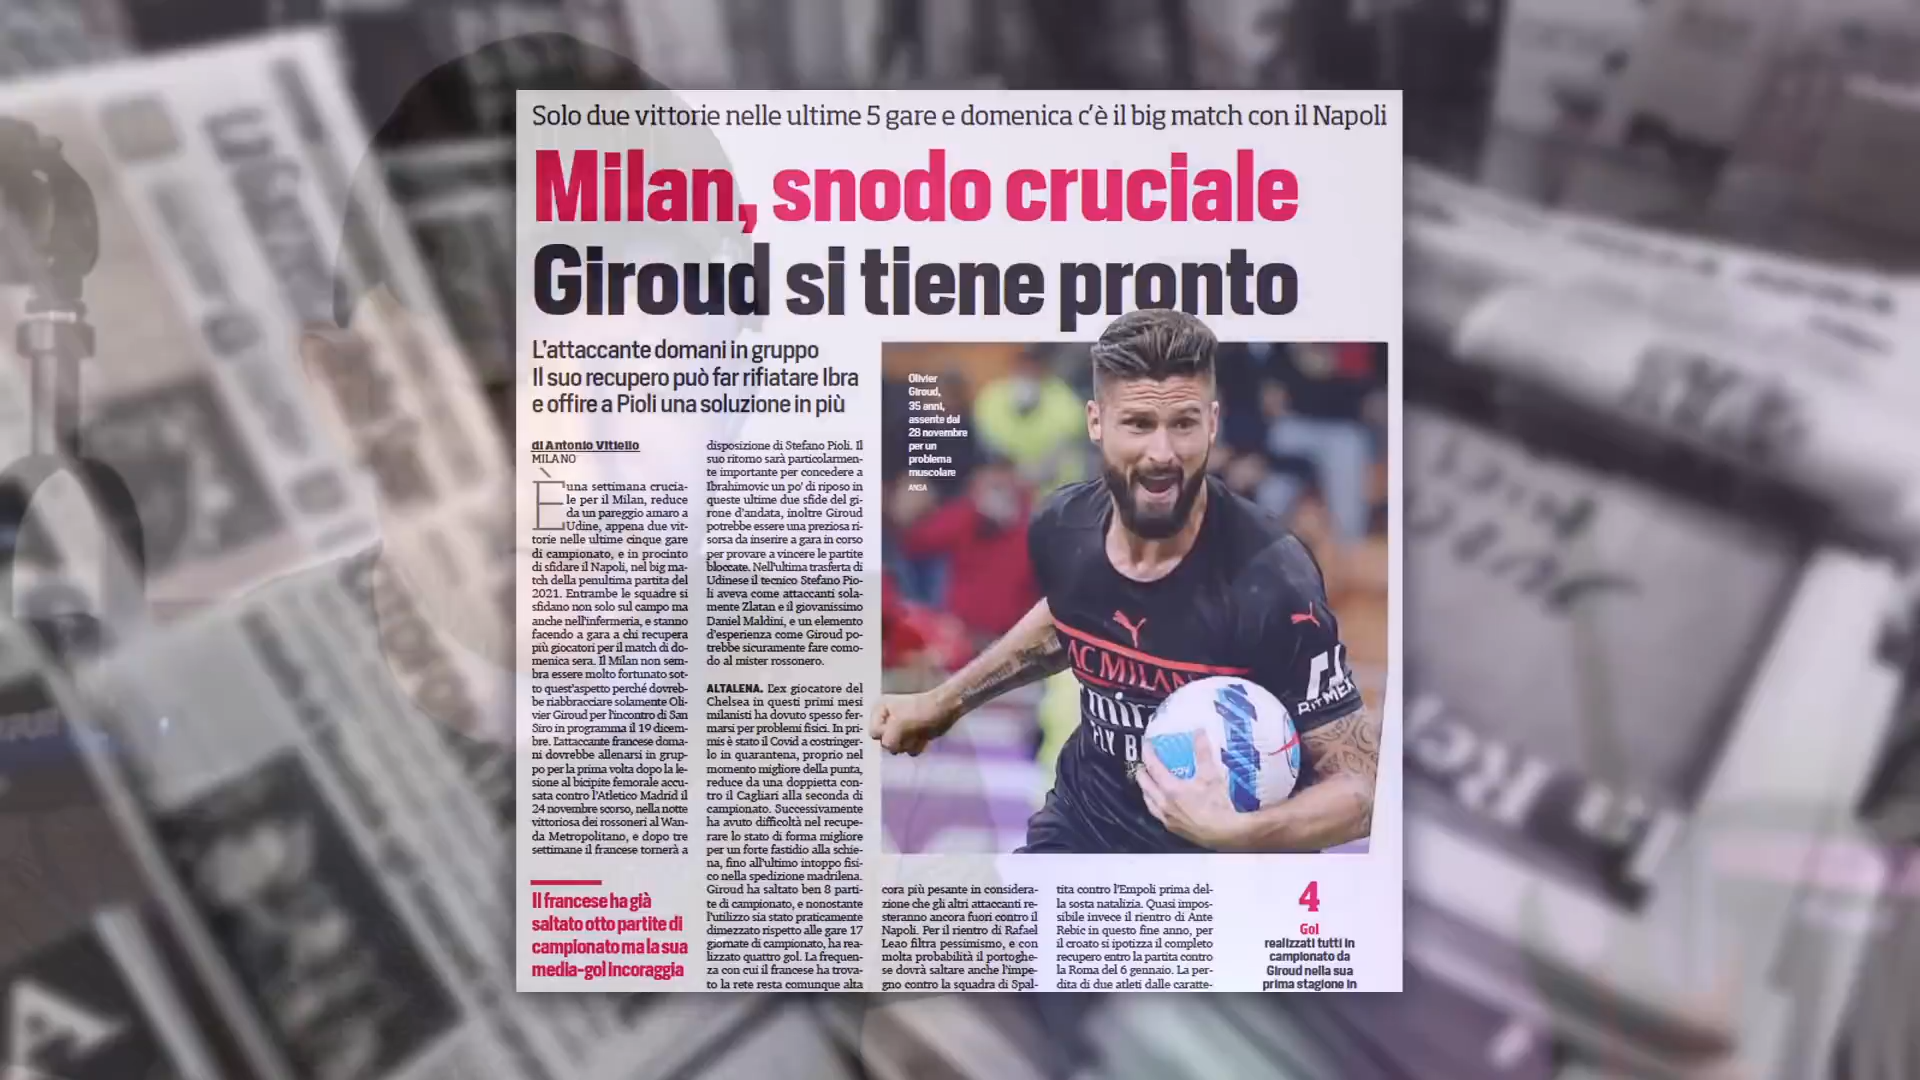 Solo due vittorie nelle ultime 5 gare e domenica c'è il big match con il Napoli
Milan, snodo cruciale
Giroud si tiene pronto
L'attaccante domani in gruppo
Il suo recupero può far rifiatare Ibra
e offire a Pioli una soluzione in più
di Antonio Vitiello
MILANO
È una settimana crucia-
le per il Milan, reduce
da un pareggio amaro a
Udine, appena due vit-
torie nelle ultime cinque gare
di campionato, e in procinto
di sfidare il Napoli, nel big ma-
tch della penultima partita del
2021. Entrambe le squadre si
sfidano non solo sul campo ma
anche nell'infermeria, e stanno
facendo a gara a chi recupera
più giocatori per il match di do-
menica sera. Il Milan non sem-
bra essere molto fortunato sot-
to quest'aspetto perché dovreb-
be riabbracciare solamente Oli-
vier Giroud per l'incontro di San
Siro in programma il 19 dicem-
bre. L'attaccante francese doma-
ni dovrebbe allenarsi in grup-
po per la prima volta dopo la le-
sione al bicipite femorale accu-
sata contro l'Atletico Madrid il
24 novembre scorso, nella notte
vittoriosa dei rossoneri al Wan-
da Metropolitano, e dopo tre
settimane il francese tornerà a
Il francese ha già
saltato otto partite di
campionato ma la sua
media-gol incoraggia
disposizione di Stefano Pioli. Il
suo ritorno sarà particolarmen-
te importante per concedere a
Ibrahimovic un po' di riposo in
queste ultime due sfide del gi-
rone d'andata, inoltre Giroud
potrebbe essere una preziosa ri-
sorsa da inserire a gara in corso
per provare a vincere le partite
bloccate. Nell'ultima trasferta di
Udinese il tecnico Stefano Pio-
li aveva come attaccanti sola-
mente Zlatan e il giovanissimo
Daniel Maldini, e un elemento
d'esperienza come Giroud po-
trebbe sicuramente fare como-
do al mister rossonero.
ALTALENA. L'ex giocatore del
Chelsea in questi primi mesi
milanisti ha dovuto spesso fer-
marsi per problemi fisici. In pri-
mis è stato il Covid a costringer-
lo in quarantena, proprio nel
momento migliore della punta,
reduce da una doppietta con-
tro il Cagliari alla seconda di
campionato. Successivamente
ha avuto difficoltà nel recupe-
rare lo stato di forma migliore
per un forte fastidio alla schie-
na, fino all'ultimo intoppo fisi-
co nella spedizione madrilena.
Giroud ha saltato ben 8 parti-
te di campionato, e nonostante
l'utilizzo sia stato praticamente
dimezzato rispetto alle gare 17
giornate di campionato, ha rea-
lizzato quattro gol. La frequen-
za con cui il francese ha trova-
to la rete resta comunque alta
Olivier
Giroud,
35 anni,
assente dal
28 novembre
per un
problema
muscolare
ANSA
AC MILAN
FLY B
BITMEX
cora più pesante in considera-
zione che gli altri attaccanti re-
steranno ancora fuori contro il
Napoli. Per il rientro di Rafael
Leao filtra pessimismo, e con
molta probabilità il portoghe-
se dovrà saltare anche l'impe-
gno contro la squadra di Spal-
tita contro l'Empoli prima del-
la sosta natalizia. Quasi impos-
sibile invece il rientro di Ante
Rebic in questo fine anno, per
il croato si ipotizza il completo
recupero entro la partita contro
la Roma del 6 gennaio. La per-
dita di due atleti dalle caratte-
4
Gol
realizzati tutti in
campionato da
Giroud nella sua
prima stagione in